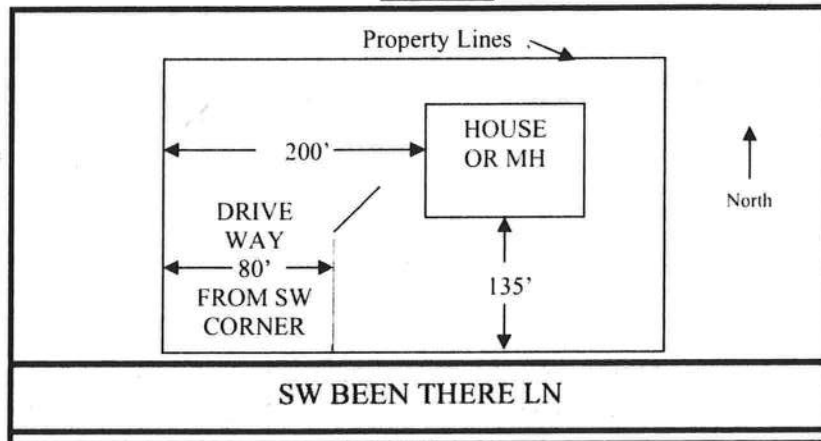 Property Lines
HOUSE
OR MH
200'
North
DRIVE
WAY
80'
FROM SW
CORNER
135'
SW BEEN THERE LN